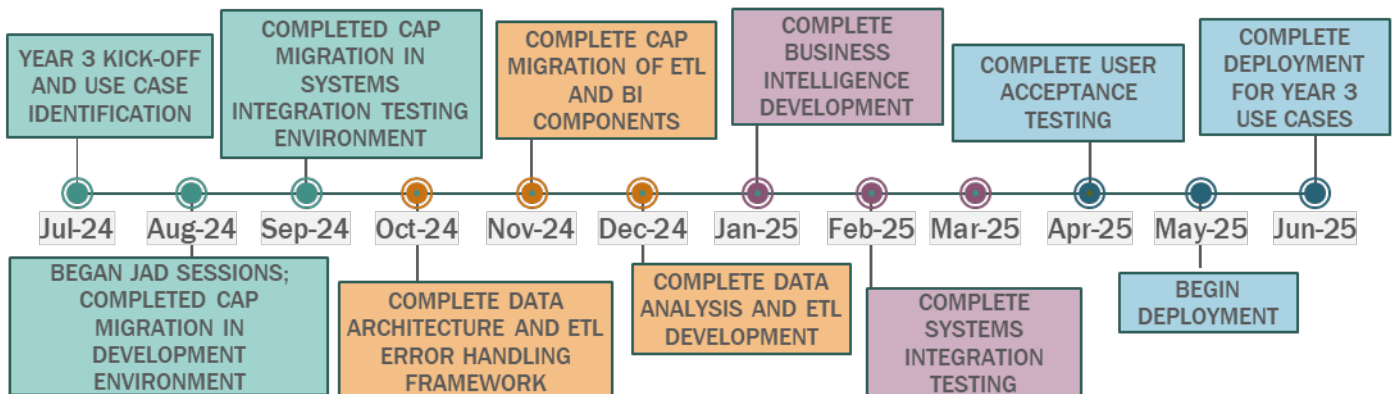 YEAR 3 KICK-OFF
AND USE CASE
IDENTIFICATION
COMPLETED CAP
MIGRATION IN
SYSTEMS
INTEGRATION TESTING
ENVIRONMENT
COMPLETE CAP
MIGRATION OF ETL
AND BI
COMPONENTS
COMPLETE
BUSINESS
INTELLIGENCE
DEVELOPMENT
COMPLETE USER
ACCEPTANCE
TESTING
COMPLETE
DEPLOYMENT
FOR YEAR 3
USE CASES
Jul-24 Aug-24 Sep-24 Oct-24 Nov-24 Dec-24 Jan-25 Feb-25 Mar-25 Apr-25 May-25 Jun-25
BEGAN JAD SESSIONS;
COMPLETED CAP
MIGRATION IN
DEVELOPMENT
ENVIRONMENT
COMPLETE DATA
ARCHITECTURE AND ETL
ERROR HANDLING
FRAMEWORK
COMPLETE DATA
ANALYSIS AND ETL
DEVELOPMENT
COMPLETE
SYSTEMS
INTEGRATION
TESTING
BEGIN
DEPLOYMENT